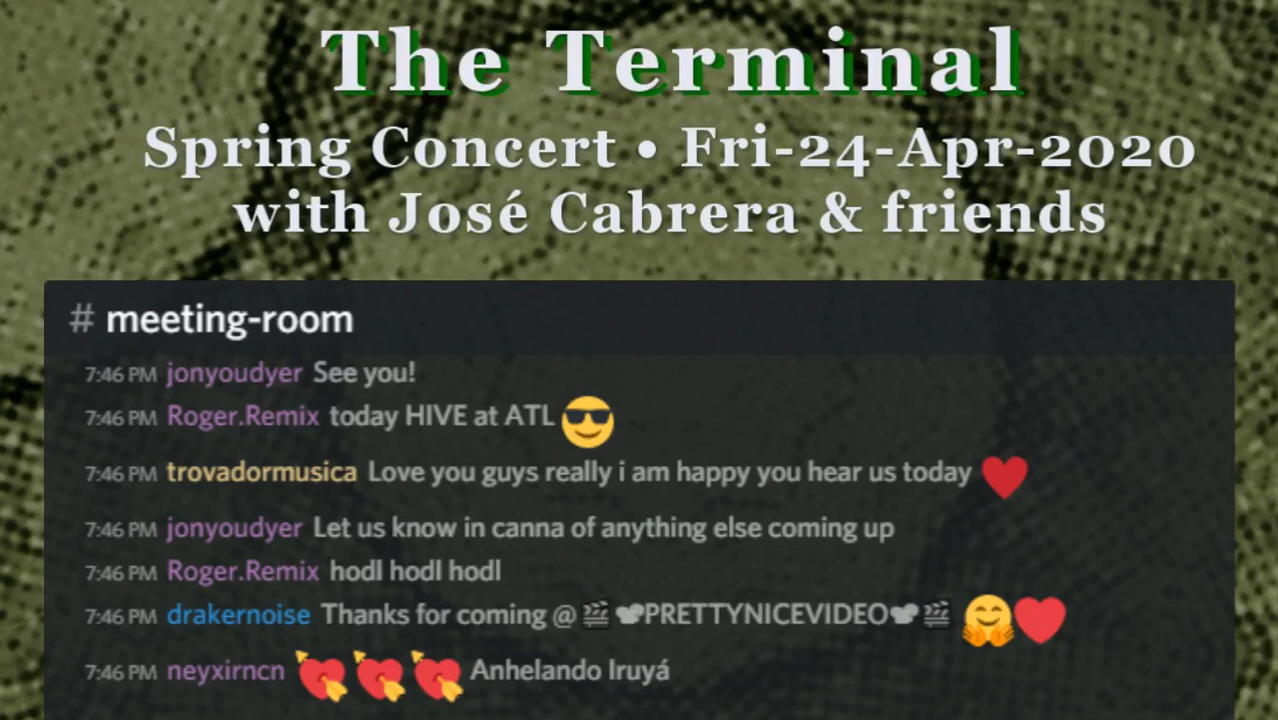 The Terminal
Spring Concert • Fri-24-Apr-2020
with José Cabrera & friends
# meeting-room
7:46 PM jonyoudyer See you!
7:46 PM Roger.Remix today HIVE at ATL 😎
7:46 PM trovadormusica Love you guys really i am happy you hear us today ❤️
7:46 PM jonyoudyer Let us know in canna of anything else coming up
7:46 PM Roger.Remix hodl hodl hodl
7:46 PM drakernoise Thanks for coming @🎬🐭PRETTYNICEVIDEO🐭🎬 🤗❤️
7:46 PM neyxirncn 💘💘💘 Anhelando Iruyá